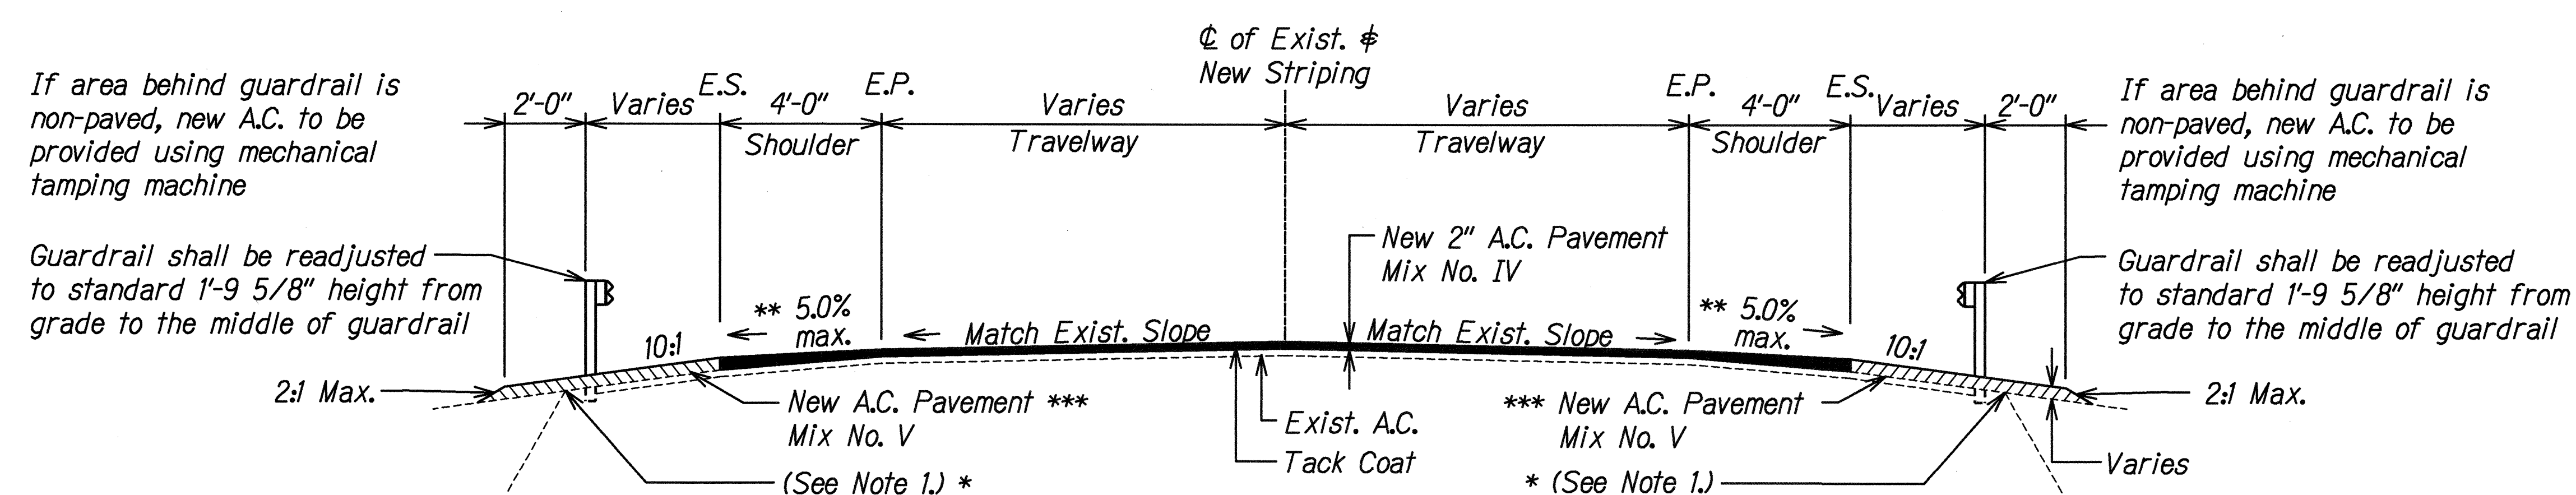 ℄ of Exist. &
New Striping
If area behind guardrail is
non-paved, new A.C. to be
provided using mechanical
tamping machine
2'-0"
Varies
E.S.
4'-0"
Shoulder
E.P.
Varies
Travelway
Varies
Travelway
E.P.
4'-0"
Shoulder
E.S.
Varies
2'-0"
If area behind guardrail is
non-paved, new A.C. to be
provided using mechanical
tamping machine
Guardrail shall be readjusted
to standard 1'-9 5/8" height from
grade to the middle of guardrail
New 2" A.C. Pavement
Mix No. IV
Guardrail shall be readjusted
to standard 1'-9 5/8" height from
grade to the middle of guardrail
10:1
** 5.0%
max.
Match Exist. Slope
Match Exist. Slope
** 5.0%
max.
10:1
2:1 Max.
New A.C. Pavement ***
Mix No. V
(See Note 1.) *
Exist. A.C.
Tack Coat
*** New A.C. Pavement
Mix No. V
* (See Note 1.)
2:1 Max.
Varies